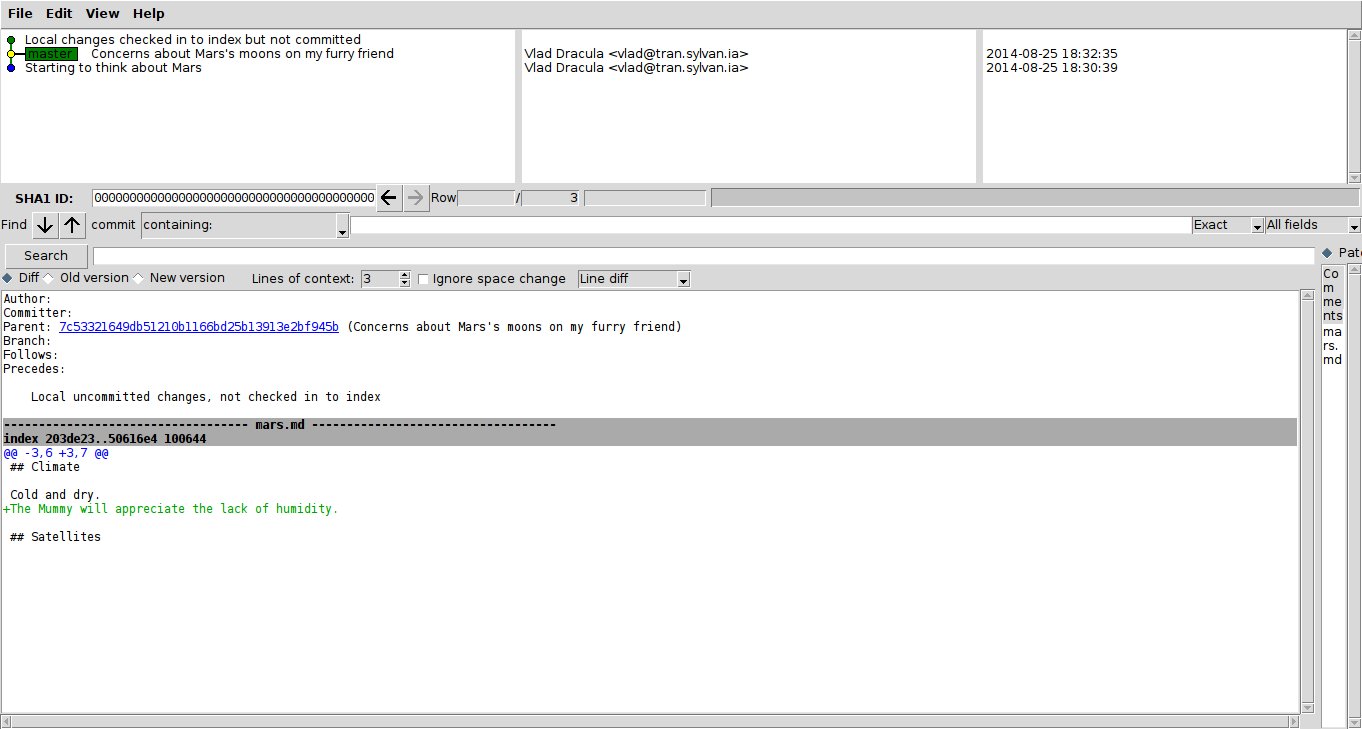 File Edit View Help
Local changes checked in to index but not committed
master Concerns about Mars's moons on my furry friend Vlad Dracula <vlad@tran.sylvan.ia> 2014-08-25 18:32:35
Starting to think about Mars Vlad Dracula <vlad@tran.sylvan.ia> 2014-08-25 18:30:39
SHA1 ID: 0000000000000000000000000000000000000000 Row / 3
Find commit containing: Exact All fields
Search
Diff Old version New version Lines of context: 3 Ignore space change Line diff
Patc
Author:
Committer:
Parent: 7c53321649db51210b1166bd25b13913e2bf945b (Concerns about Mars's moons on my furry friend)
Branch:
Follows:
Precedes:
Local uncommitted changes, not checked in to index
----------------------------------- mars.md -----------------------------------
index 203de23..50616e4 100644
@@ -3,6 +3,7 @@
## Climate
Cold and dry.
+The Mummy will appreciate the lack of humidity.
## Satellites
Co
m
me
nts
ma
rs.
md